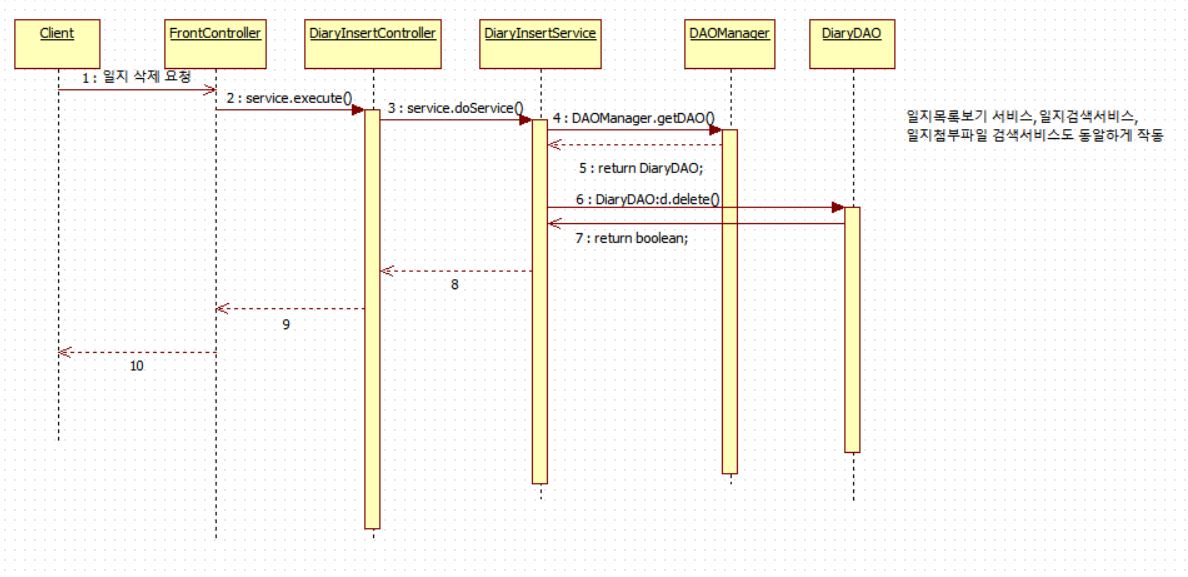 Client
FrontController
DiaryInsertController
DiaryInsertService
DAOManager
DiaryDAO
1 : 일지 삭제 요청
2 : service.execute()
3 : service.doService()
4 : DAOManager.getDAO()
일지목록보기 서비스, 일지검색서비스,
일지첨부파일 검색서비스도 동알하게 작동
5 : return DiaryDAO;
6 : DiaryDAO:d.delete()
7 : return boolean;
8
9
10